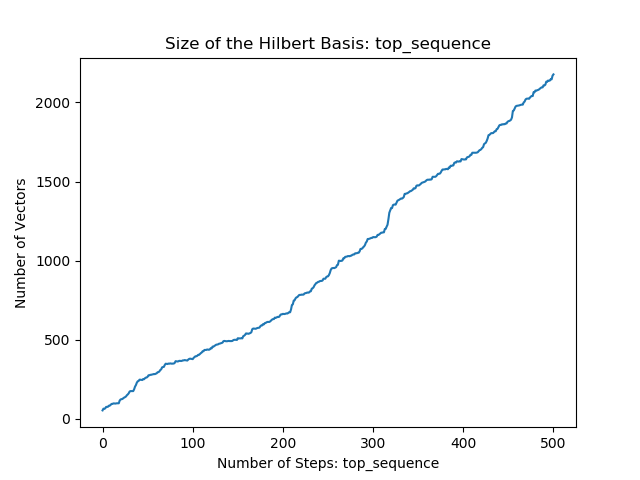 Size of the Hilbert Basis: top_sequence
Number of Vectors
2000
1500
1000
500
0
0 100 200 300 400 500
Number of Steps: top_sequence